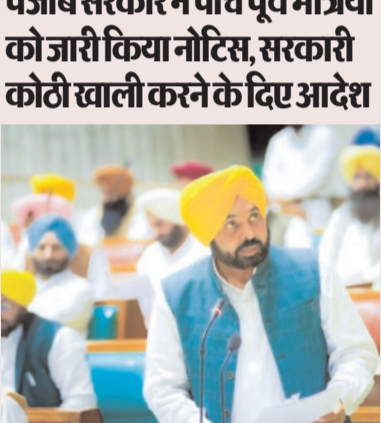 पंजाब सरकार ने पांच पूर्व मंत्रियों
को जारी किया नोटिस, सरकारी
कोठी खाली करने के दिए आदेश